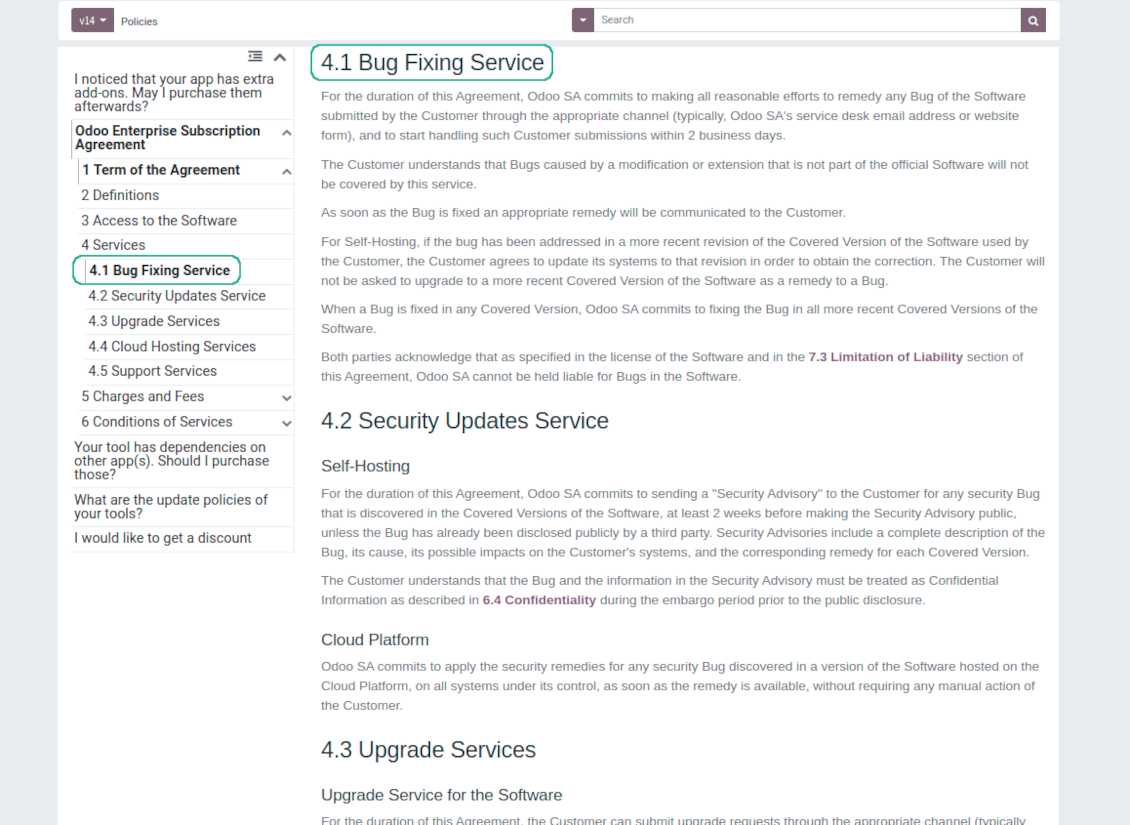 v14 Policies Search
I noticed that your app has extra
add-ons. May I purchase them
afterwards?
Odoo Enterprise Subscription
Agreement
1 Term of the Agreement
2 Definitions
3 Access to the Software
4 Services
4.1 Bug Fixing Service
4.2 Security Updates Service
4.3 Upgrade Services
4.4 Cloud Hosting Services
4.5 Support Services
5 Charges and Fees
6 Conditions of Services
Your tool has dependencies on
other app(s). Should I purchase
those?
What are the update policies of
your tools?
I would like to get a discount
4.1 Bug Fixing Service
For the duration of this Agreement, Odoo SA commits to making all reasonable efforts to remedy any Bug of the Software
submitted by the Customer through the appropriate channel (typically, Odoo SA's service desk email address or website
form), and to start handling such Customer submissions within 2 business days.
The Customer understands that Bugs caused by a modification or extension that is not part of the official Software will not
be covered by this service.
As soon as the Bug is fixed an appropriate remedy will be communicated to the Customer.
For Self-Hosting, if the bug has been addressed in a more recent revision of the Covered Version of the Software used by
the Customer, the Customer agrees to update its systems to that revision in order to obtain the correction. The Customer will
not be asked to upgrade to a more recent Covered Version of the Software as a remedy to a Bug.
When a Bug is fixed in any Covered Version, Odoo SA commits to fixing the Bug in all more recent Covered Versions of the
Software.
Both parties acknowledge that as specified in the license of the Software and in the 7.3 Limitation of Liability section of
this Agreement, Odoo SA cannot be held liable for Bugs in the Software.
4.2 Security Updates Service
Self-Hosting
For the duration of this Agreement, Odoo SA commits to sending a "Security Advisory" to the Customer for any security Bug
that is discovered in the Covered Versions of the Software, at least 2 weeks before making the Security Advisory public,
unless the Bug has already been disclosed publicly by a third party. Security Advisories include a complete description of the
Bug, its cause, its possible impacts on the Customer's systems, and the corresponding remedy for each Covered Version.
The Customer understands that the Bug and the information in the Security Advisory must be treated as Confidential
Information as described in 6.4 Confidentiality during the embargo period prior to the public disclosure.
Cloud Platform
Odoo SA commits to apply the security remedies for any security Bug discovered in a version of the Software hosted on the
Cloud Platform, on all systems under its control, as soon as the remedy is available, without requiring any manual action of
the Customer.
4.3 Upgrade Services
Upgrade Service for the Software
For the duration of this Agreement, the Customer can submit upgrade requests through the appropriate channel (typically